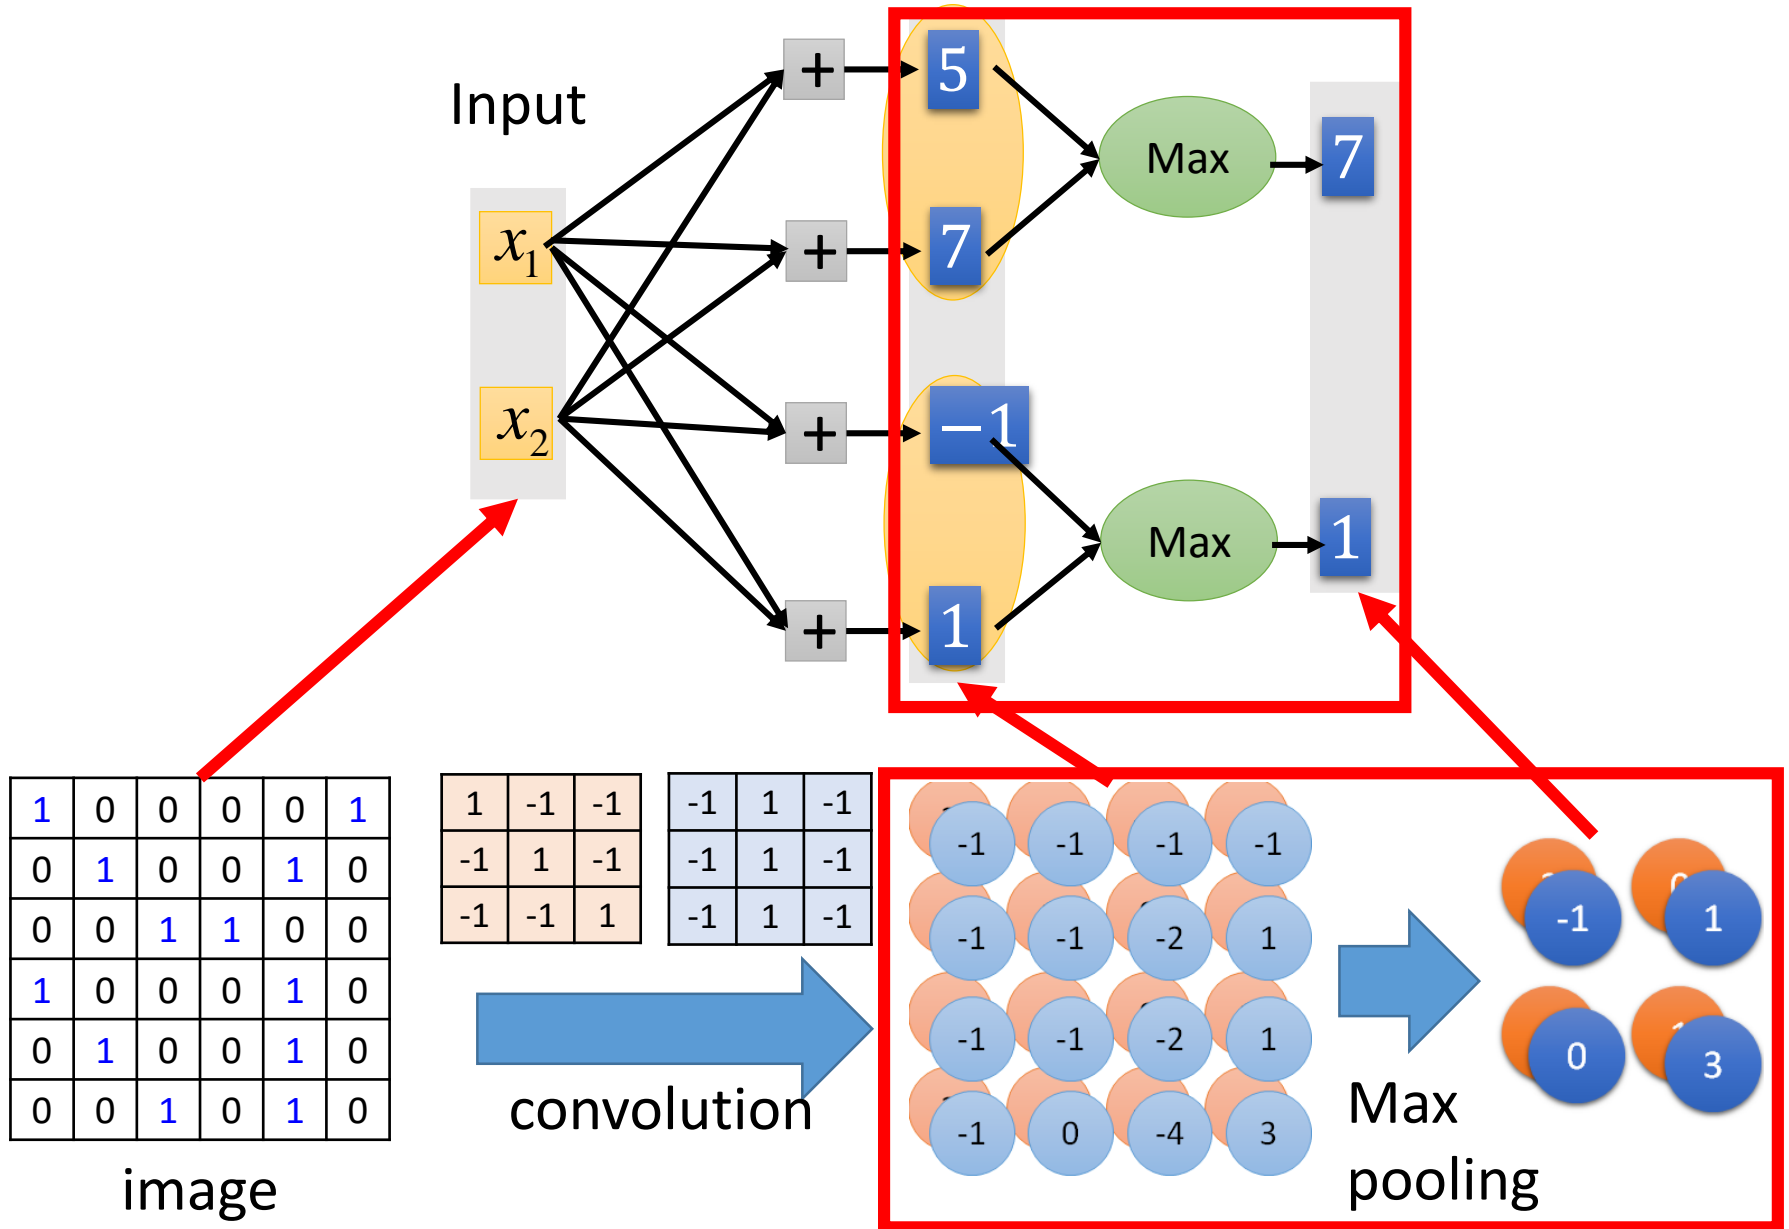 Input
x1
x2
+
+
+
+
5
7
−1
1
Max
Max
7
1
1 0 0 0 0 1
0 1 0 0 1 0
0 0 1 1 0 0
1 0 0 0 1 0
0 1 0 0 1 0
0 0 1 0 1 0
image
1 -1 -1
-1 1 -1
-1 -1 1
-1 1 -1
-1 1 -1
-1 1 -1
convolution
-1 -1 -1 -1
-1 -1 -2 1
-1 -1 -2 1
-1 0 -4 3
Max
pooling
-1 1
0 3